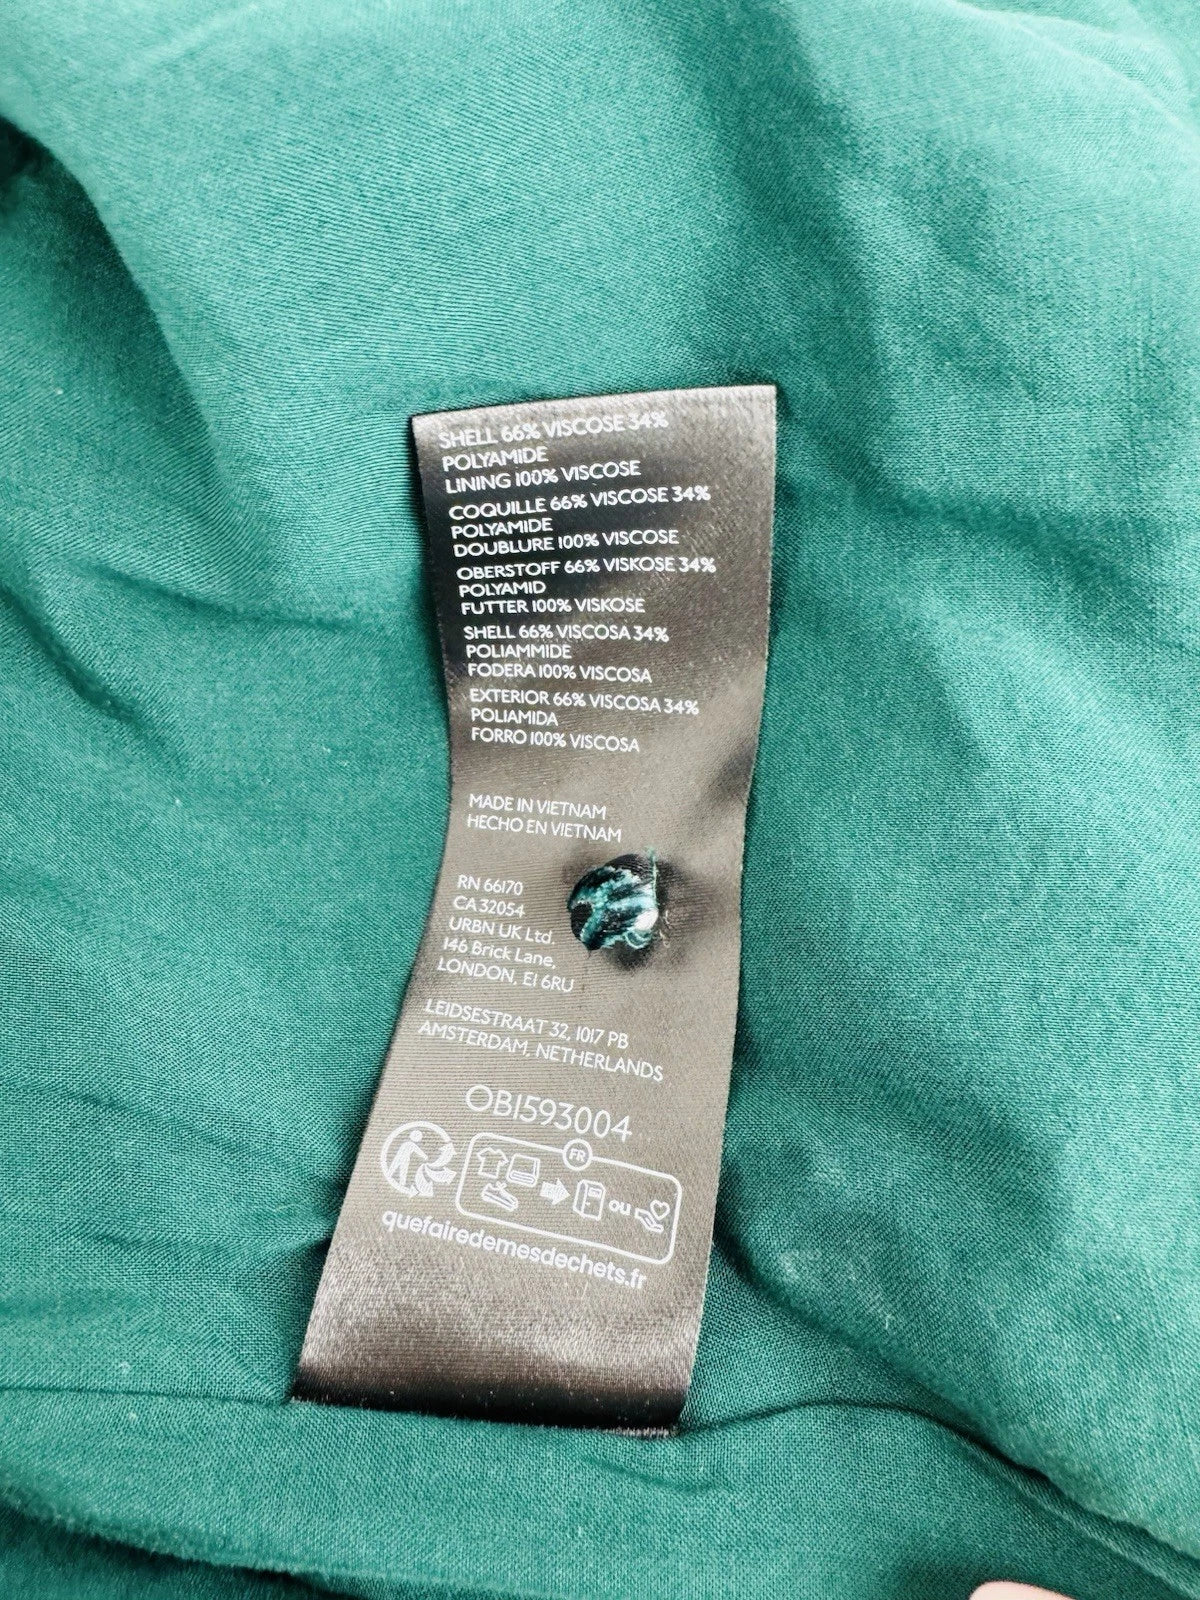 SHELL 66% VISCOSE 34%
POLYAMIDE
LINING 100% VISCOSE
COQUILLE 66% VISCOSE 34%
POLYAMIDE
DOUBLURE 100% VISCOSE
OBERSTOFF 66% VISKOSE 34%
POLYAMID
FUTTER 100% VISKOSE
SHELL 66% VISCOSA 34%
POLIAMMIDE
FODERA 100% VISCOSA
EXTERIOR 66% VISCOSA 34%
POLIAMIDA
FORRO 100% VISCOSA
MADE IN VIETNAM
HECHO EN VIETNAM
RN 66170
CA 32054
URBN UK Ltd.
146 Brick Lane,
LONDON, E1 6RU
LEIDSESTRAAT 32, 1017 PB
AMSTERDAM, NETHERLANDS
OB1593004
FR
ou
quefairedemesdechets.fr